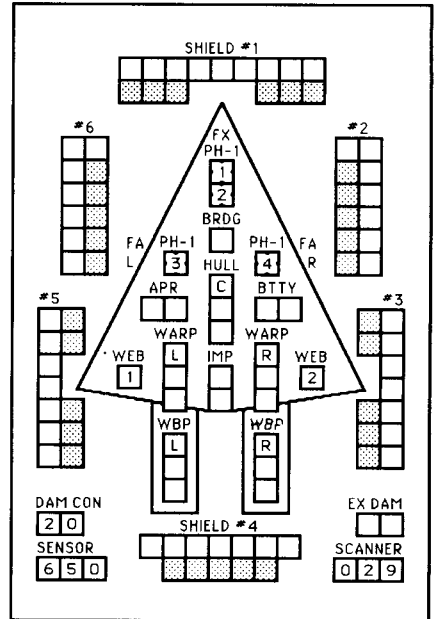 SHIELD #1
#6
#2
FX
PH-1
1
2
BRDG
FA L
PH-1
3
PH-1
4
FA R
HULL
C
APR
BTTY
#5
#3
WARP
L
WARP
R
IMP
WEB
1
WEB
2
WBP
L
WBP
R
DAM CON
2 0
SENSOR
6 5 0
SHIELD #4
EX DAM
SCANNER
0 2 9